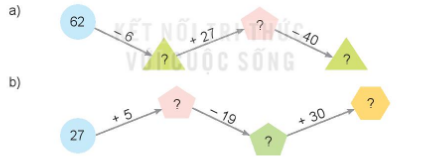 a)
62 − 6 ? + 27 ? − 40 ?
KẾT NỐI TRI THỨC
VỚI CUỘC SỐNG
b)
27 + 5 ? − 19 ? + 30 ?